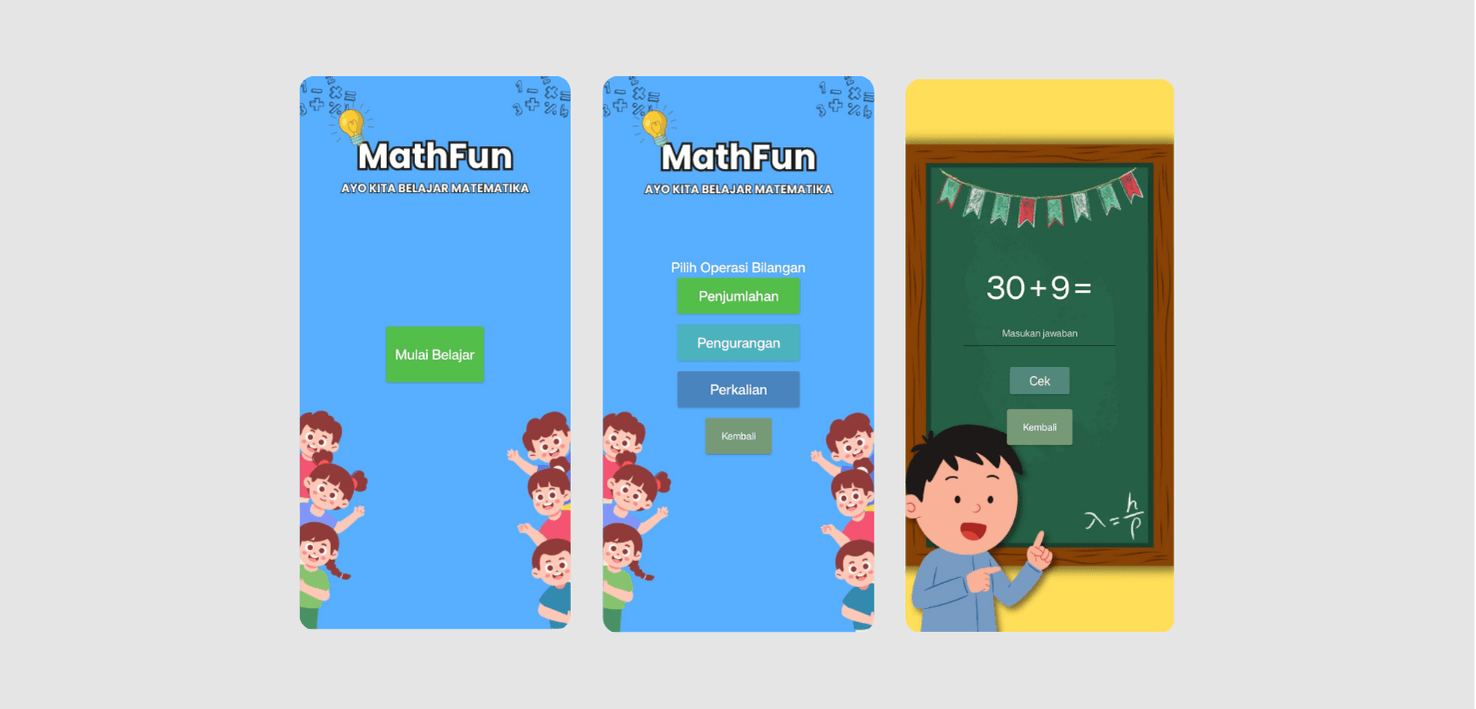 MathFun
AYO KITA BELAJAR MATEMATIKA
Mulai Belajar
MathFun
AYO KITA BELAJAR MATEMATIKA
Pilih Operasi Bilangan
Penjumlahan
Pengurangan
Perkalian
Kembali
30+9=
Masukan jawaban
Cek
Kembali
λ = h/p